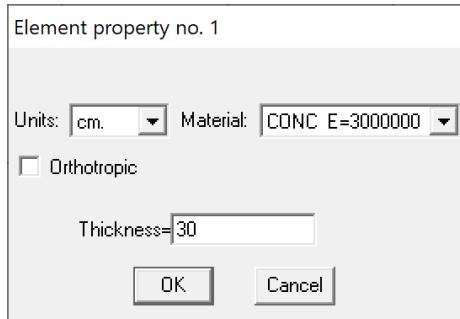 Element property no. 1
Units: cm. Material: CONC E=3000000
Orthotropic
Thickness= 30
OK Cancel